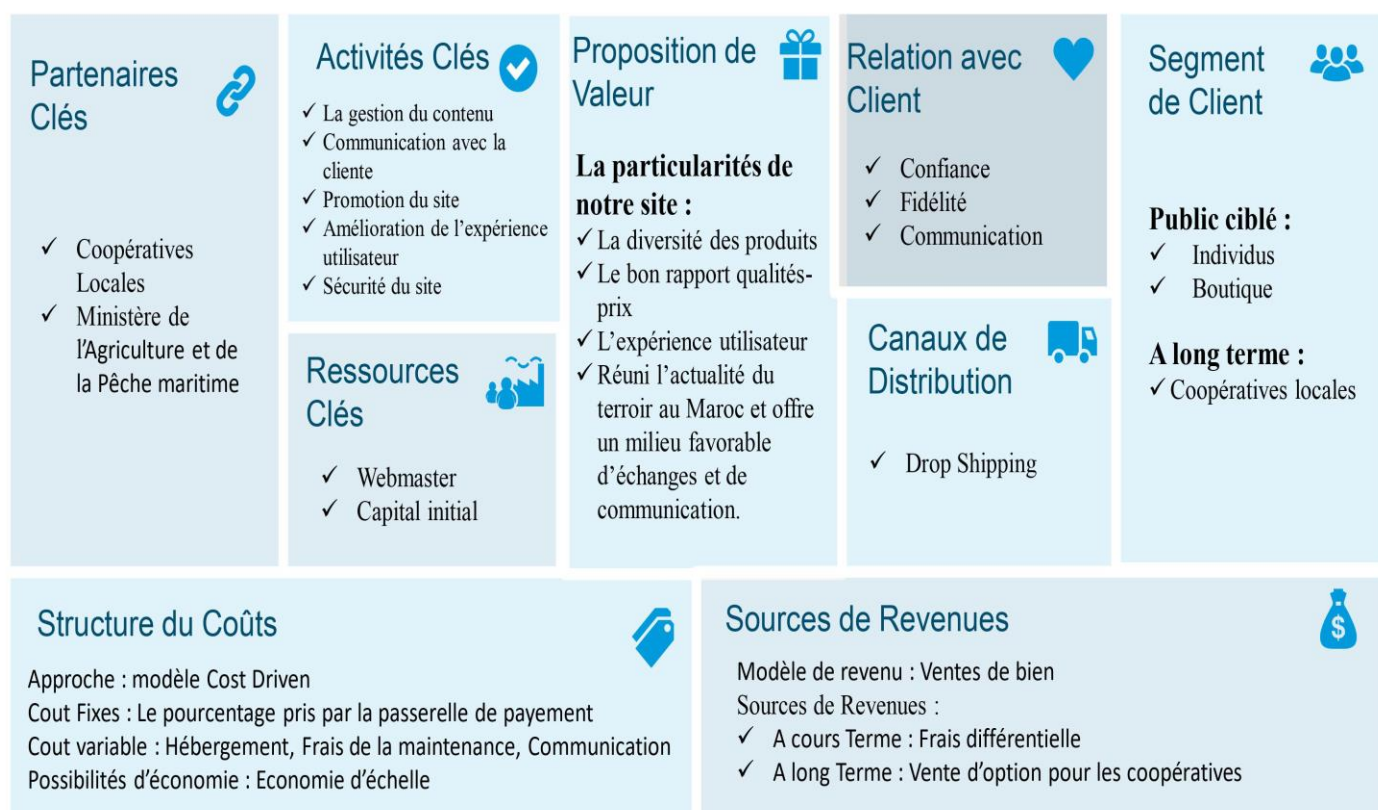 Partenaires
Clés
✓ Coopératives
Locales
✓ Ministère de
l'Agriculture et de
la Pêche maritime
Activités Clés
✓ La gestion du contenu
✓ Communication avec la
cliente
✓ Promotion du site
✓ Amélioration de l'expérience
utilisateur
✓ Sécurité du site
Ressources
Clés
✓ Webmaster
✓ Capital initial
Proposition de
Valeur
La particularités de
notre site :
✓ La diversité des produits
✓ Le bon rapport qualités-
prix
✓ L'expérience utilisateur
✓ Réuni l'actualité du
terroir au Maroc et offre
un milieu favorable
d'échanges et de
communication.
Relation avec
Client
✓ Confiance
✓ Fidélité
✓ Communication
Canaux de
Distribution
✓ Drop Shipping
Segment
de Client
Public ciblé :
✓ Individus
✓ Boutique
A long terme :
✓ Coopératives locales
Structure du Coûts
Approche : modèle Cost Driven
Cout Fixes : Le pourcentage pris par la passerelle de payement
Cout variable : Hébergement, Frais de la maintenance, Communication
Possibilités d'économie : Economie d'échelle
Sources de Revenues
$
Modèle de revenu : Ventes de bien
Sources de Revenues :
✓ A cours Terme : Frais différentielle
✓ A long Terme : Vente d'option pour les coopératives